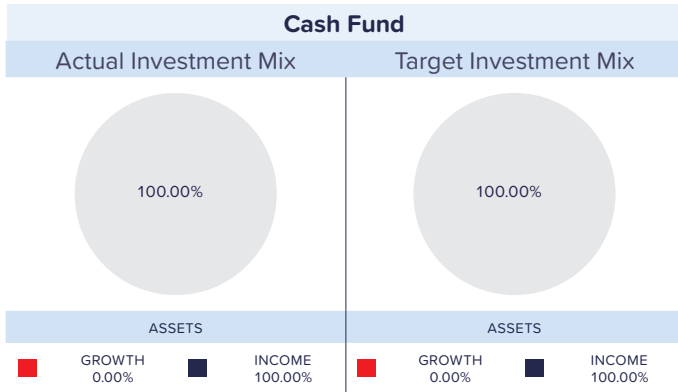 Cash Fund
Actual Investment Mix
Target Investment Mix
100.00%
100.00%
ASSETS
ASSETS
GROWTH
0.00%
INCOME
100.00%
GROWTH
0.00%
INCOME
100.00%